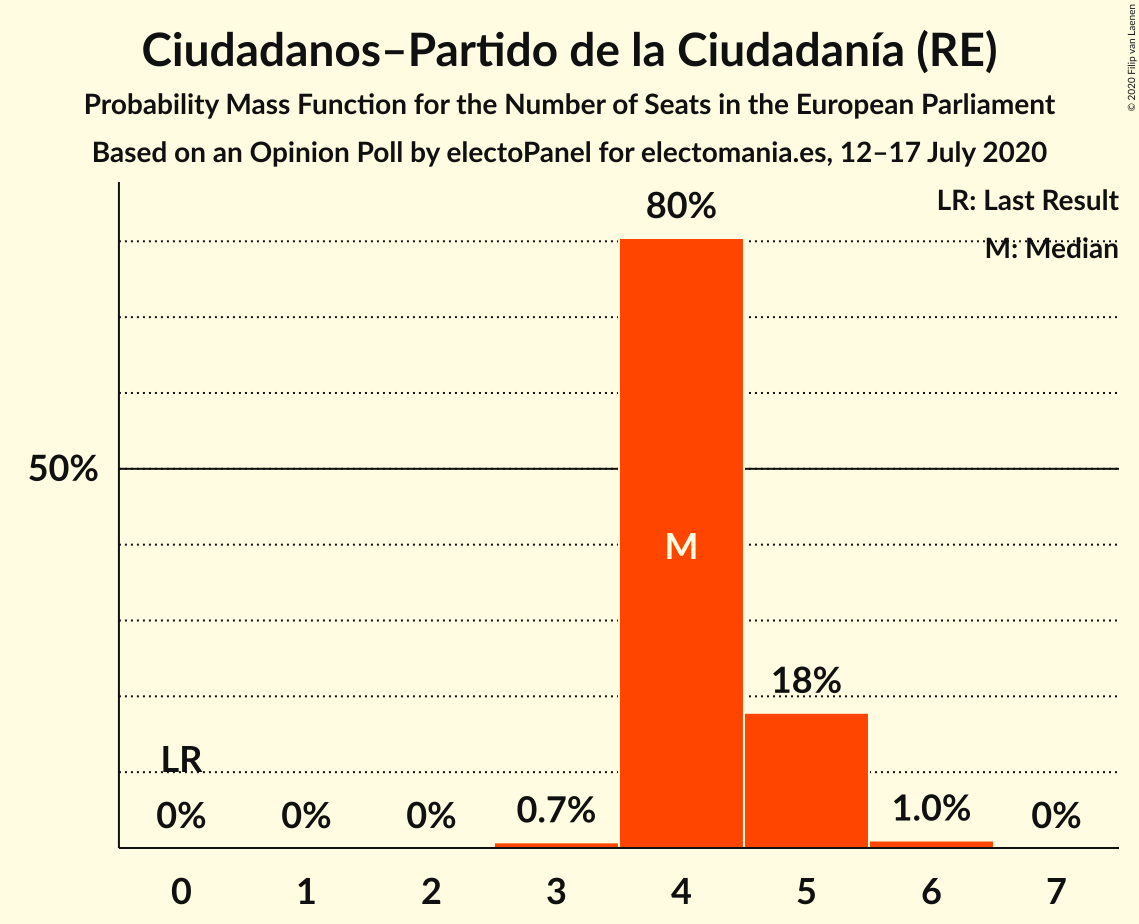 Ciudadanos–Partido de la Ciudadanía (RE)
Probability Mass Function for the Number of Seats in the European Parliament
Based on an Opinion Poll by electoPanel for electomania.es, 12–17 July 2020
© 2020 Filip van Laenen
LR: Last Result
M: Median
80%
50%
M
18%
LR
0% 0% 0% 0.7% 1.0% 0%
0 1 2 3 4 5 6 7